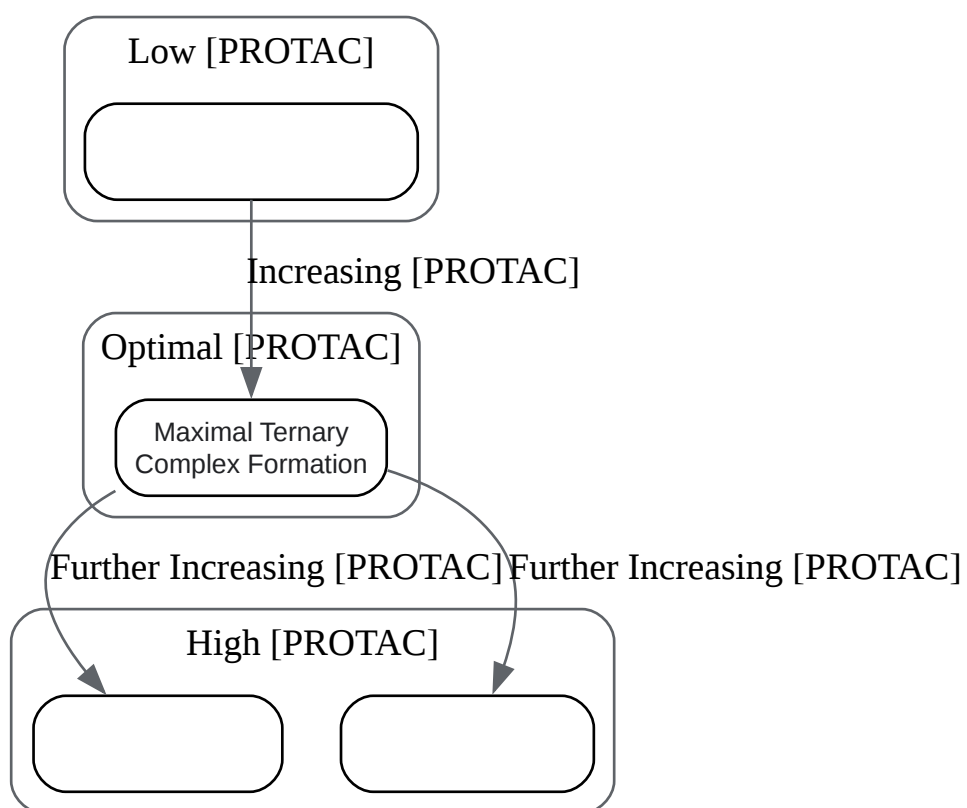 Low [PROTAC]
Increasing [PROTAC]
Optimal [PROTAC]
Maximal Ternary
Complex Formation
Further Increasing [PROTAC]
Further Increasing [PROTAC]
High [PROTAC]